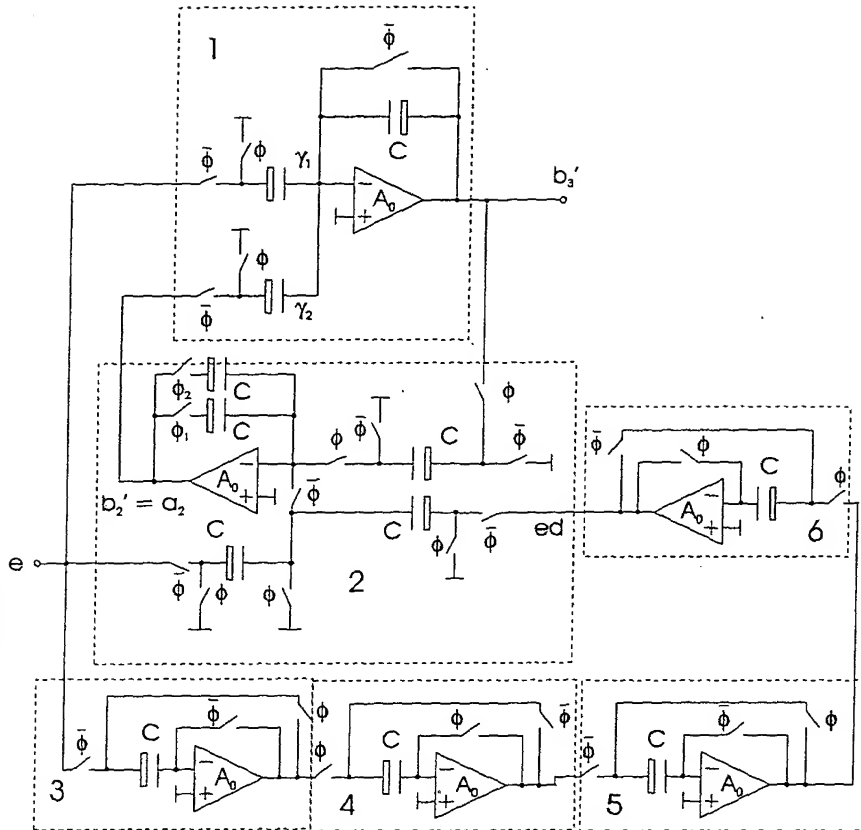 1
ϕ̄
C
ϕ̄
ϕ
γ₁
−
+
A₀
b₃'
ϕ̄
ϕ
γ₂
ϕ₂
C
ϕ₁
C
−
+
A₀
b₂' = a₂
ϕ
ϕ̄
C
ϕ
ϕ̄
ϕ̄
C
ϕ
ϕ̄
ed
e
ϕ̄
C
ϕ
ϕ
2
ϕ̄
ϕ
C
ϕ
−
+
A₀
6
ϕ̄
C
ϕ̄
ϕ
−
+
A₀
3
ϕ
C
ϕ
ϕ̄
−
+
A₀
4
ϕ̄
C
ϕ̄
ϕ
−
+
A₀
5